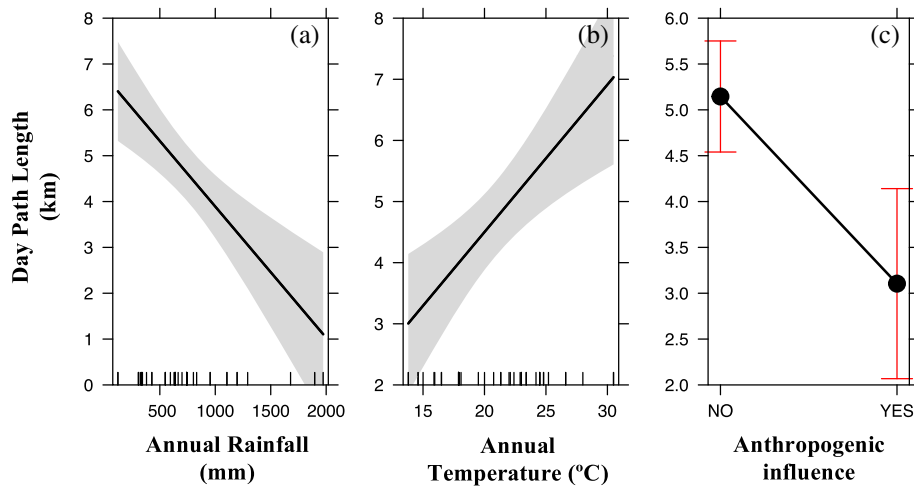 Day Path Length
(km)
8
7
6
5
4
3
2
1
0
(a)
500
1000
1500
2000
Annual Rainfall
(mm)
8
7
6
5
4
3
2
(b)
15
20
25
30
Annual
Temperature (ºC)
6.0
5.5
5.0
4.5
4.0
3.5
3.0
2.5
2.0
(c)
NO
YES
Anthropogenic
influence